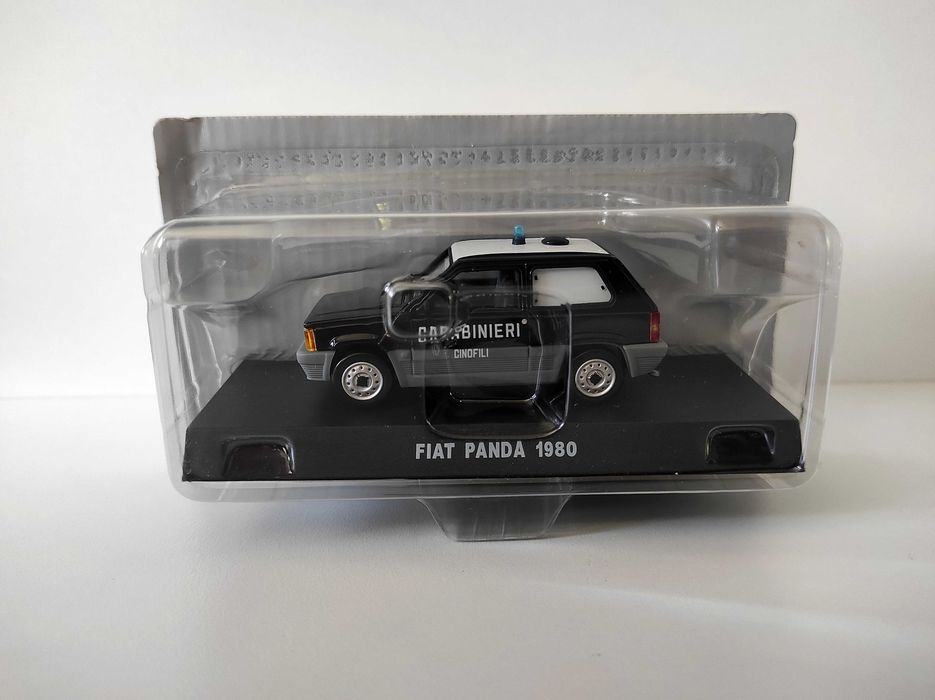 CARABINIERI
CINOFILI
FIAT PANDA 1980